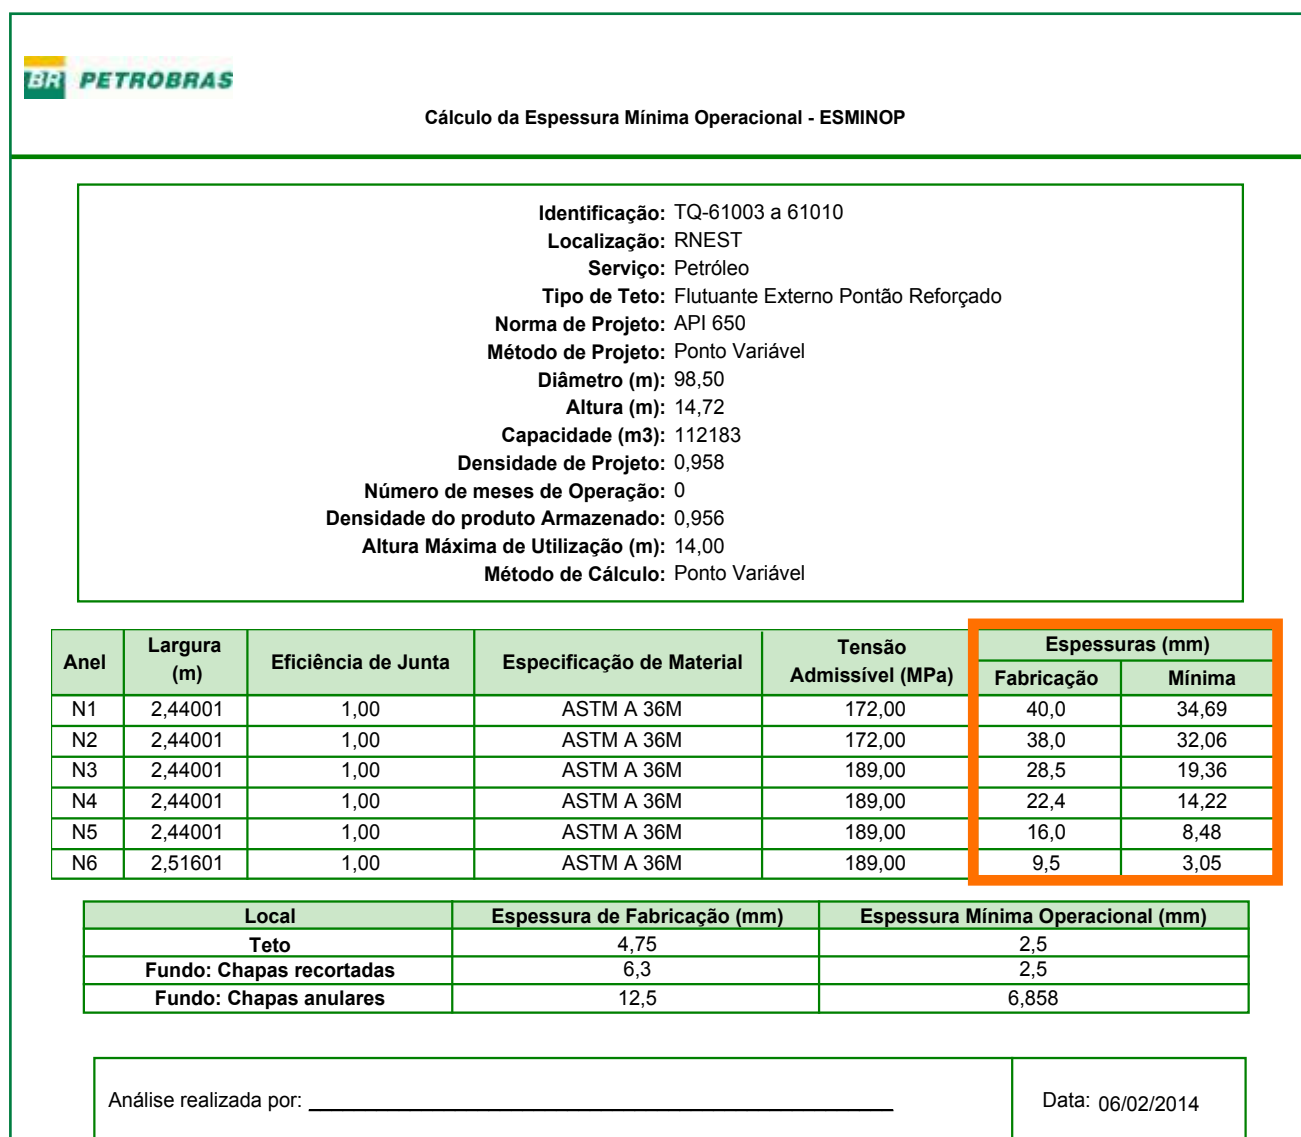 BR PETROBRAS
Cálculo da Espessura Mínima Operacional - ESMINOP
Identificação: TQ-61003 a 61010
Localização: RNEST
Serviço: Petróleo
Tipo de Teto: Flutuante Externo Pontão Reforçado
Norma de Projeto: API 650
Método de Projeto: Ponto Variável
Diâmetro (m): 98,50
Altura (m): 14,72
Capacidade (m3): 112183
Densidade de Projeto: 0,958
Número de meses de Operação: 0
Densidade do produto Armazenado: 0,956
Altura Máxima de Utilização (m): 14,00
Método de Cálculo: Ponto Variável
Anel Largura (m) Eficiência de Junta Especificação de Material Tensão Admissível (MPa) Espessuras (mm)
Fabricação Mínima
N1 2,44001 1,00 ASTM A 36M 172,00 40,0 34,69
N2 2,44001 1,00 ASTM A 36M 172,00 38,0 32,06
N3 2,44001 1,00 ASTM A 36M 189,00 28,5 19,36
N4 2,44001 1,00 ASTM A 36M 189,00 22,4 14,22
N5 2,44001 1,00 ASTM A 36M 189,00 16,0 8,48
N6 2,51601 1,00 ASTM A 36M 189,00 9,5 3,05
Local Espessura de Fabricação (mm) Espessura Mínima Operacional (mm)
Teto 4,75 2,5
Fundo: Chapas recortadas 6,3 2,5
Fundo: Chapas anulares 12,5 6,858
Análise realizada por: Data: 06/02/2014